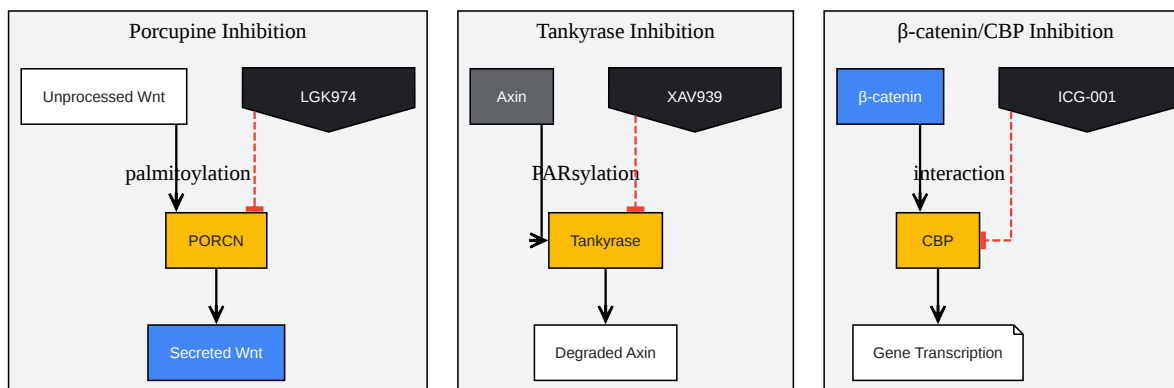 Porcupine Inhibition
Unprocessed Wnt
LGK974
palmitoylation
PORCN
Secreted Wnt
Tankyrase Inhibition
Axin
XAV939
PARsylation
Tankyrase
Degraded Axin
β-catenin/CBP Inhibition
β-catenin
ICG-001
interaction
CBP
Gene Transcription